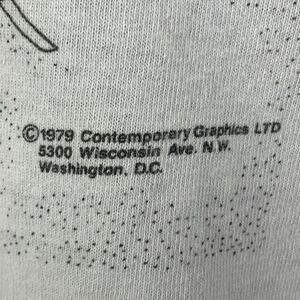 ©1979 Contemporary Graphics LTD
5300 Wisconsin Ave. N.W.
Washington, D.C.